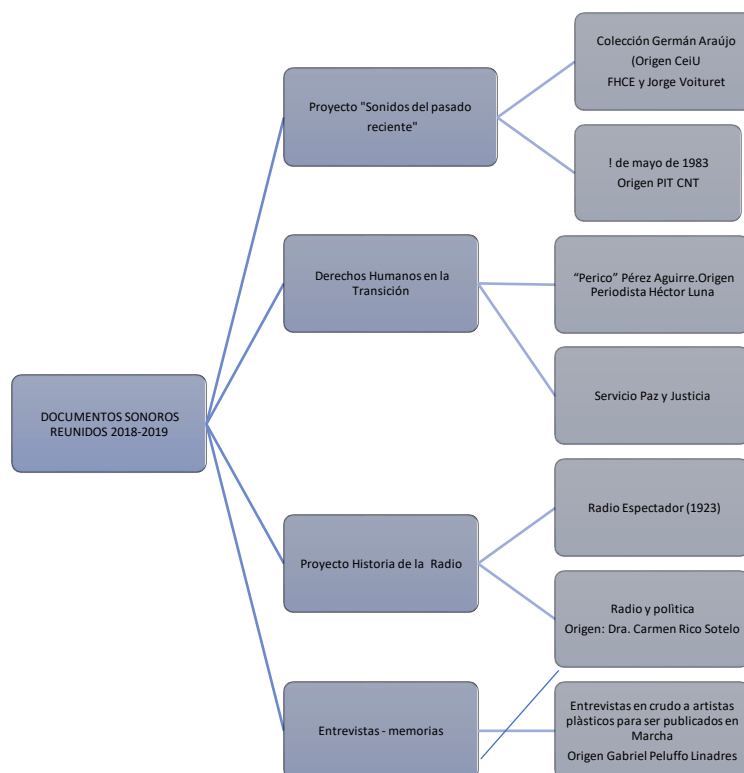 Colección Germán Araújo
(Origen CeiU
FHCE y Jorge Voituret
Proyecto "Sonidos del pasado
reciente"
! de mayo de 1983
Origen PIT CNT
Derechos Humanos en la
Transición
“Perico” Pérez Aguirre.Origen
Periodista Héctor Luna
Servicio Paz y Justicia
DOCUMENTOS SONOROS
REUNIDOS 2018-2019
Radio Espectador (1923)
Proyecto Historia de la Radio
Radio y polìtica
Origen: Dra. Carmen Rico Sotelo
Entrevistas - memorias
Entrevistas en crudo a artistas
plàsticos para ser publicados en
Marcha
Origen Gabriel Peluffo Linadres